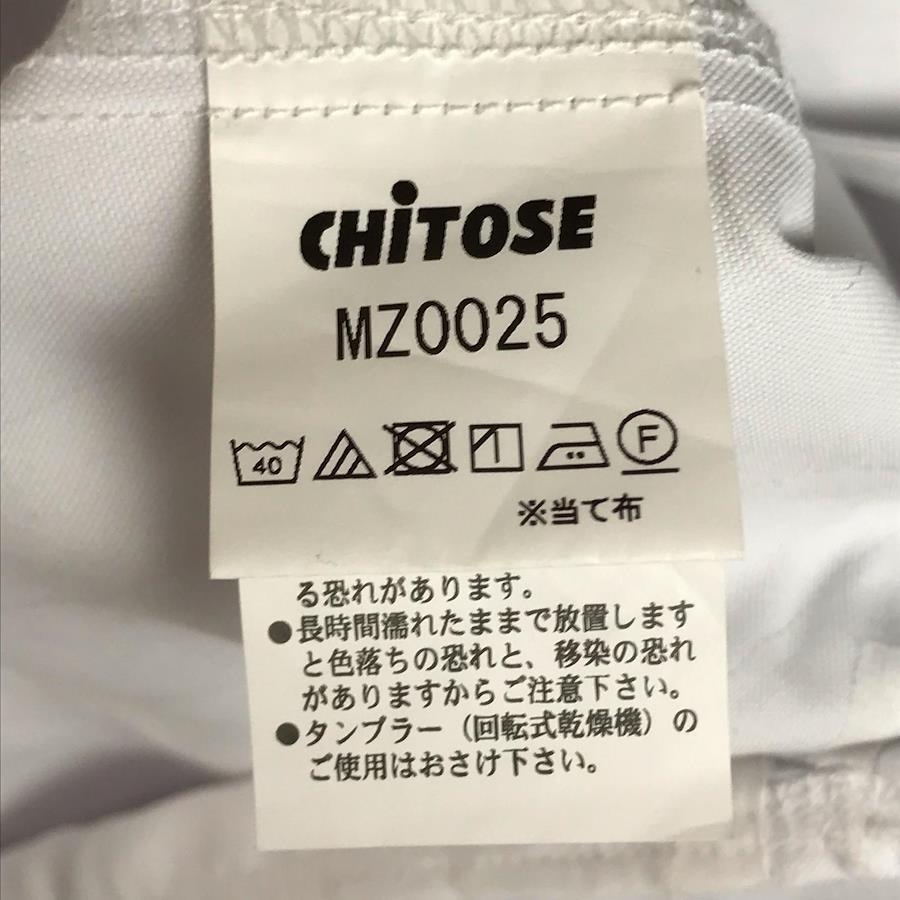 CHiTOSE
MZ0025
40
F
※当て布
る恐れがあります。
●長時間濡れたままで放置します
と色落ちの恐れと、移染の恐れ
がありますからご注意下さい。
●タンブラー（回転式乾燥機）の
ご使用はおさけ下さい。